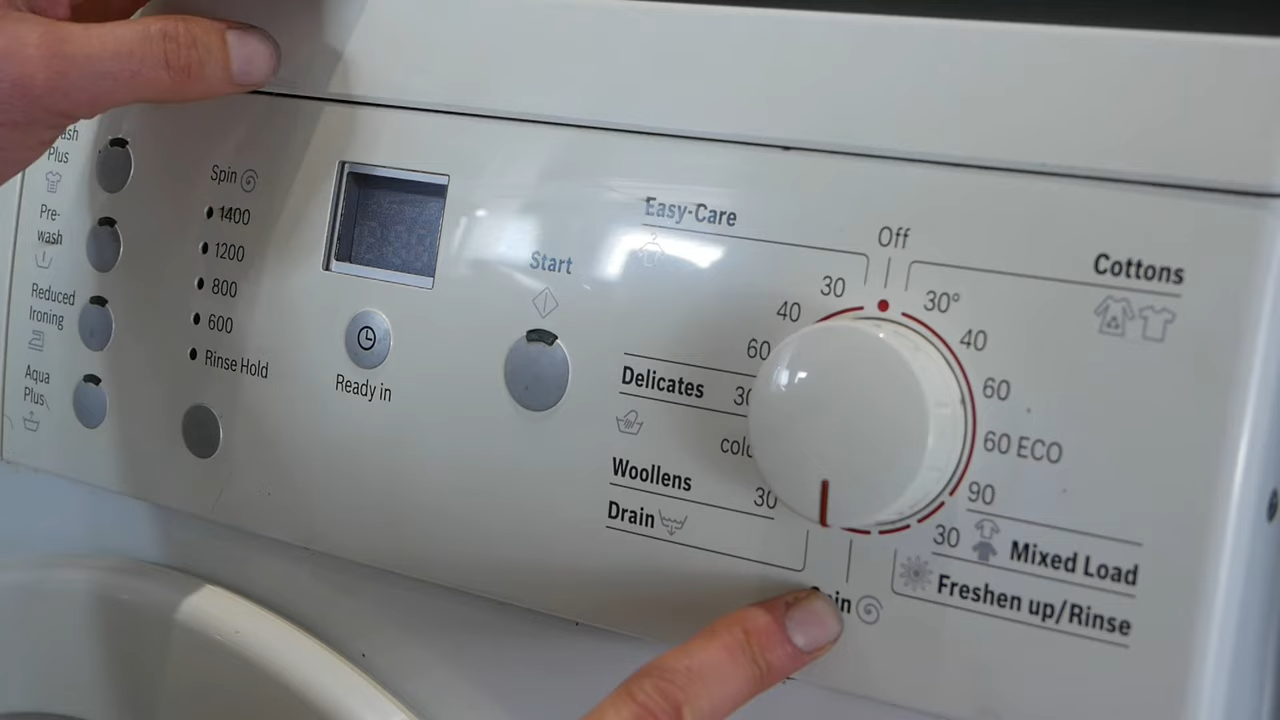 Plus
Pre-
wash
Reduced
Ironing
Aqua
Plus
Spin
1400
1200
800
600
Rinse Hold
Ready in
Start
Easy-Care
30
40
60
Delicates
Woollens
30
Drain
Off
Cottons
30°
40
60
60 ECO
90
30
Mixed Load
Freshen up/Rinse